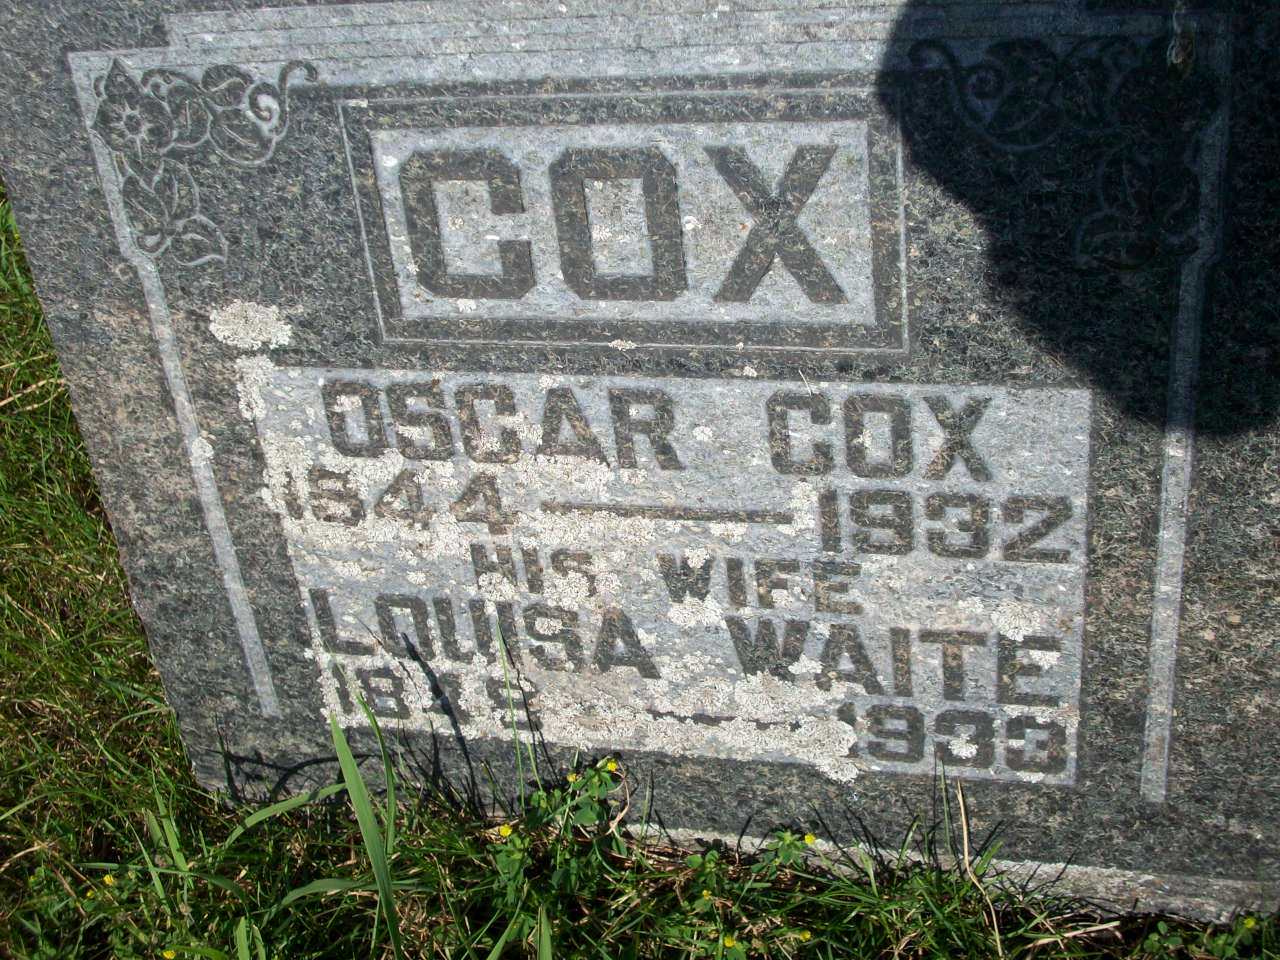 COX
OSCAR COX
1844 — 1932
HIS WIFE
LOUISA WAITE
— 1933